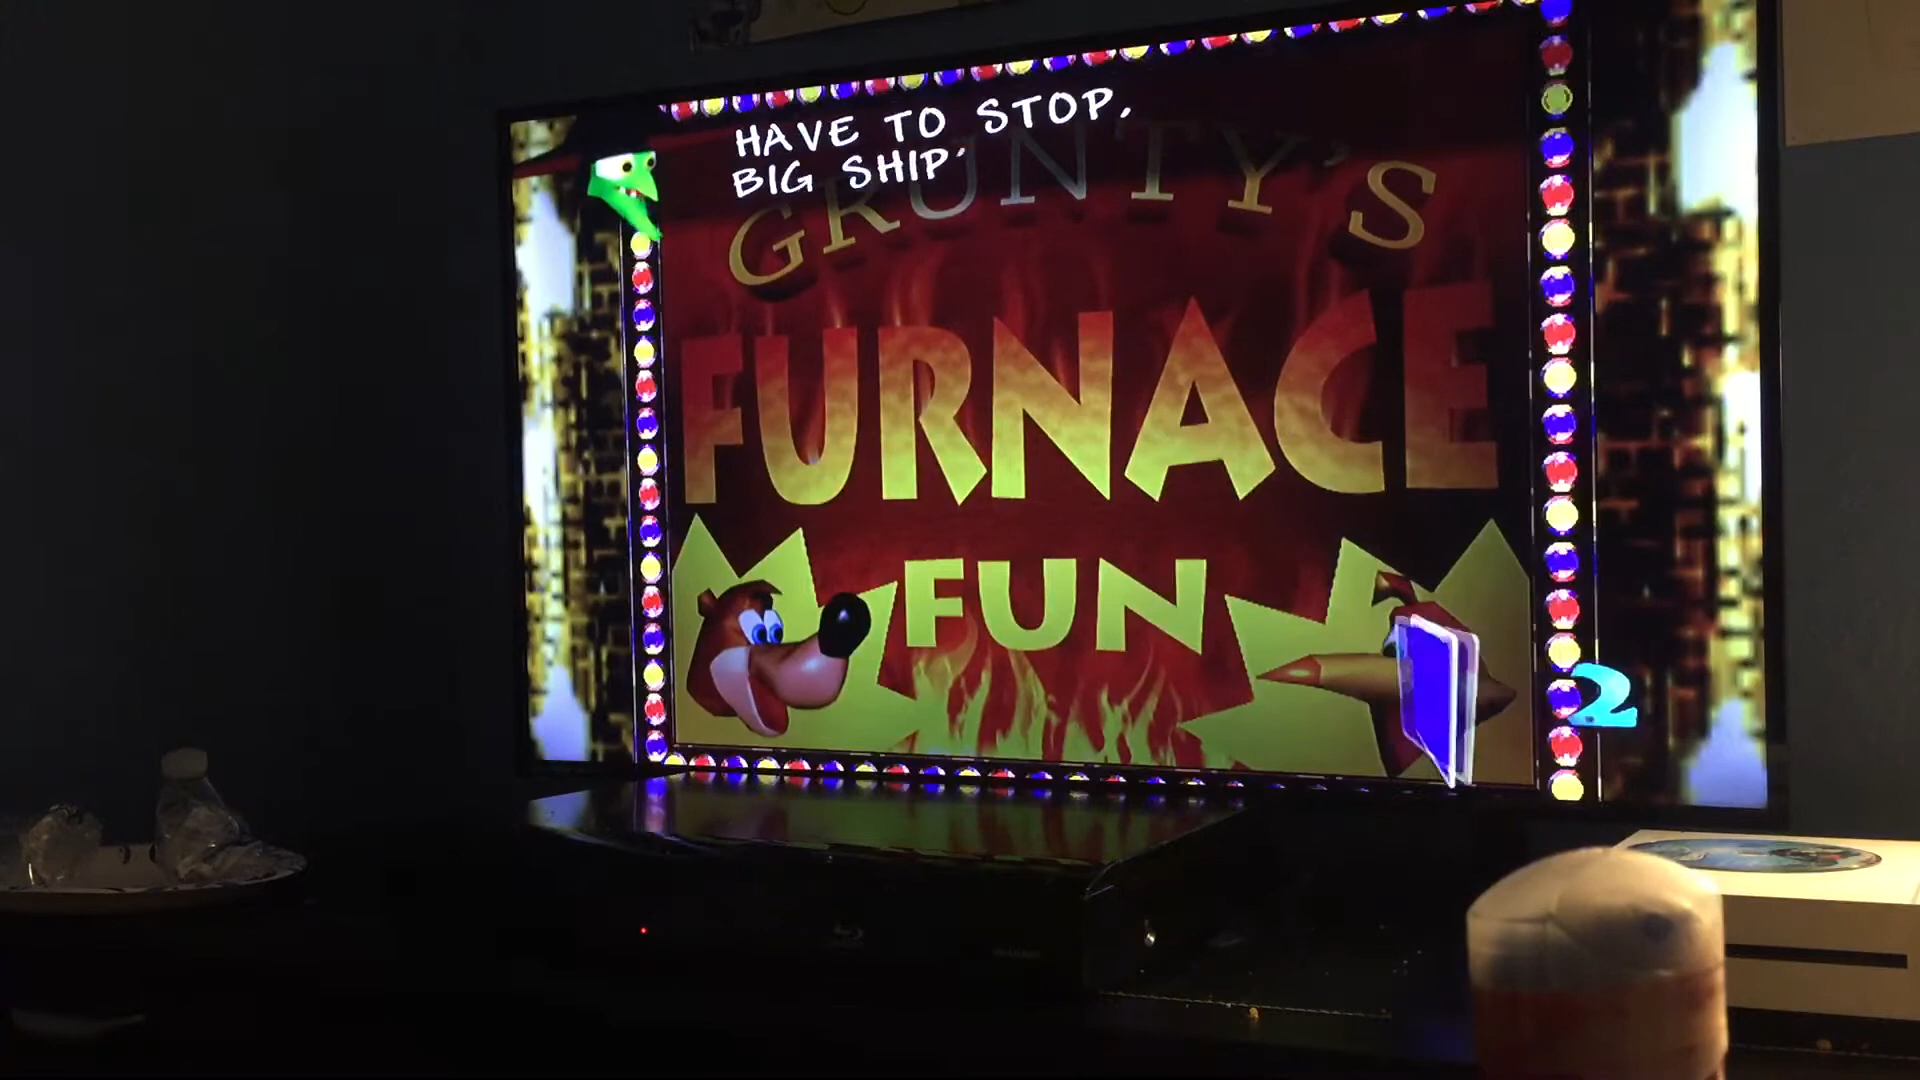 HAVE TO STOP,
BIG SHIP'
GRUNTY'S
FURNACE
FUN
2